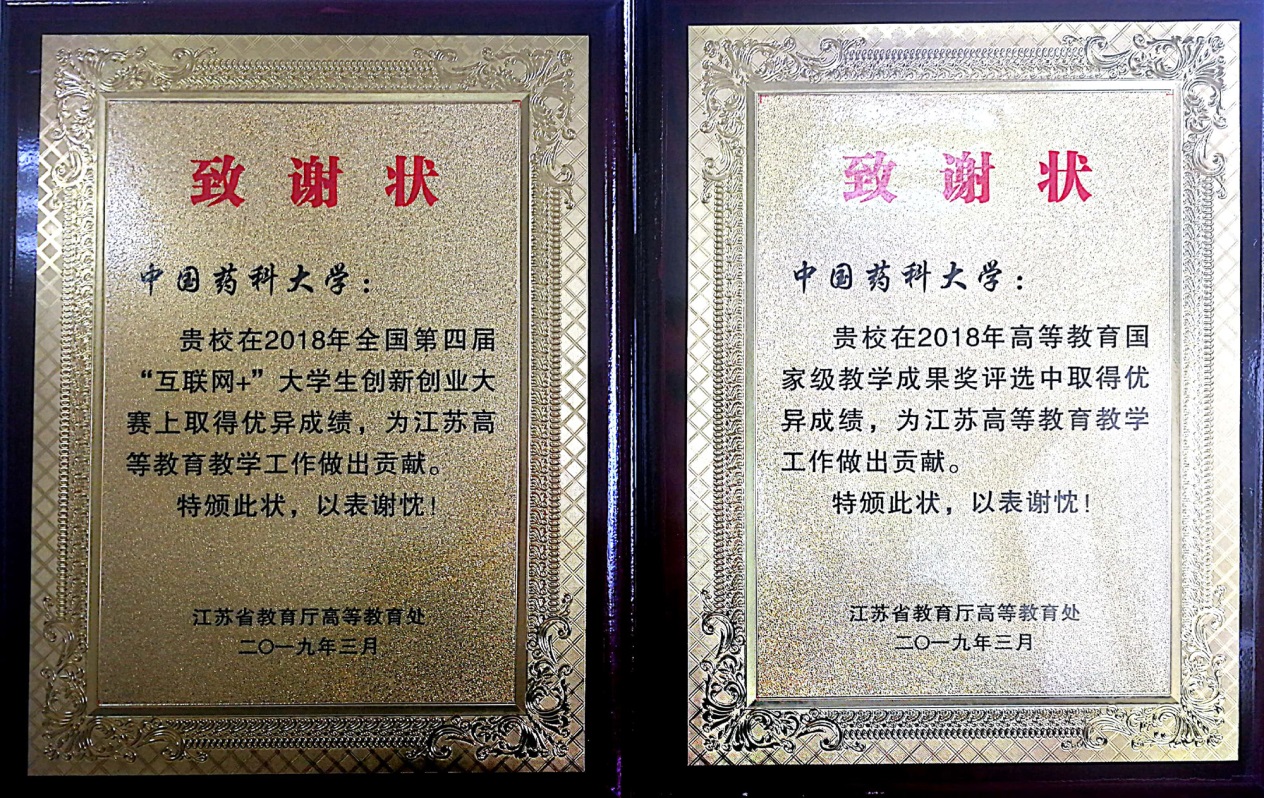 致谢状
中国药科大学：
贵校在2018年全国第四届
“互联网+”大学生创新创业大
赛上取得优异成绩，为江苏高
等教育教学工作做出贡献。
特颁此状，以表谢忱！
江苏省教育厅高等教育处
二〇一九年三月
致谢状
中国药科大学：
贵校在2018年高等教育国
家级教学成果奖评选中取得优
异成绩，为江苏高等教育教学
工作做出贡献。
特颁此状，以表谢忱！
江苏省教育厅高等教育处
二〇一九年三月